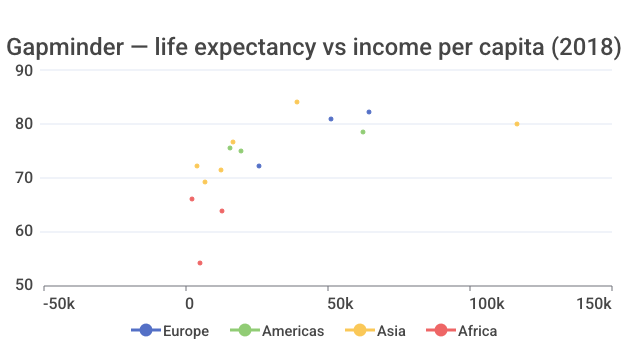 Gapminder — life expectancy vs income per capita (2018)
90
80
70
60
50
-50k 0 50k 100k 150k
Europe Americas Asia Africa